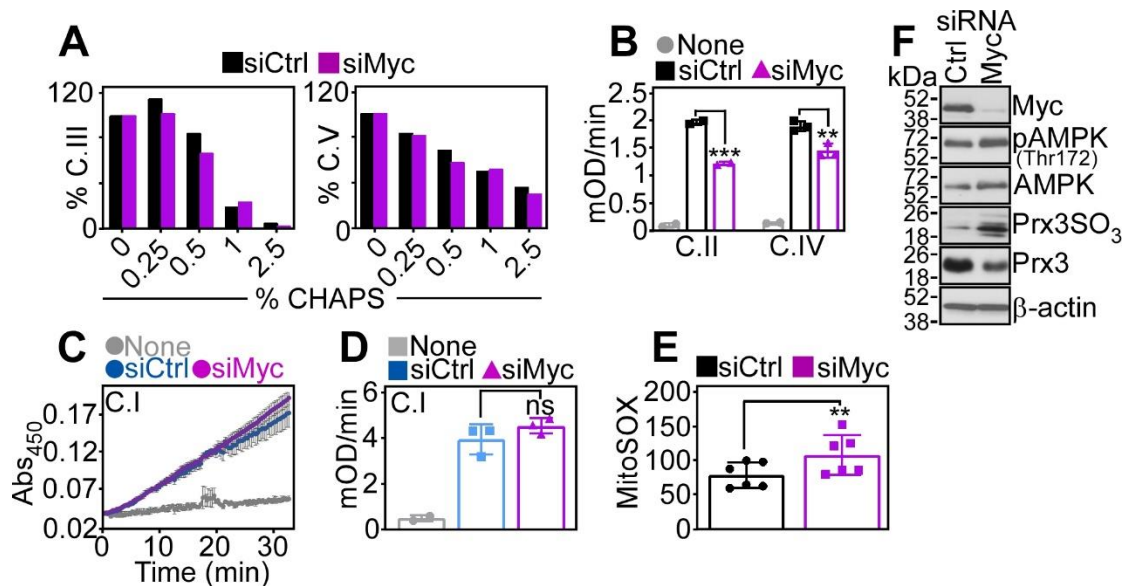 A
siCtrl siMyc
120
% C.III
0
0 0.25 0.5 1 2.5
120
% C.V
0
0 0.25 0.5 1 2.5
% CHAPS
B
None
siCtrl siMyc
2.5
2
1.5
1
0.5
0
mOD/min
*** **
C.II C.IV
F
siRNA
kDa Ctrl Myc
52- Myc
38-
72- pAMPK
52- (Thr172)
72- AMPK
52-
26- Prx3SO3
18-
26- Prx3
18-
52- β-actin
38-
C
None
siCtrl siMyc
C.I
0.17
0.12
0.07
0.02
Abs450
0 10 20 30
Time (min)
D
None
siCtrl siMyc
C.I
6
4
2
0
mOD/min
ns
E
siCtrl siMyc
200
150
100
50
0
MitoSOX
**